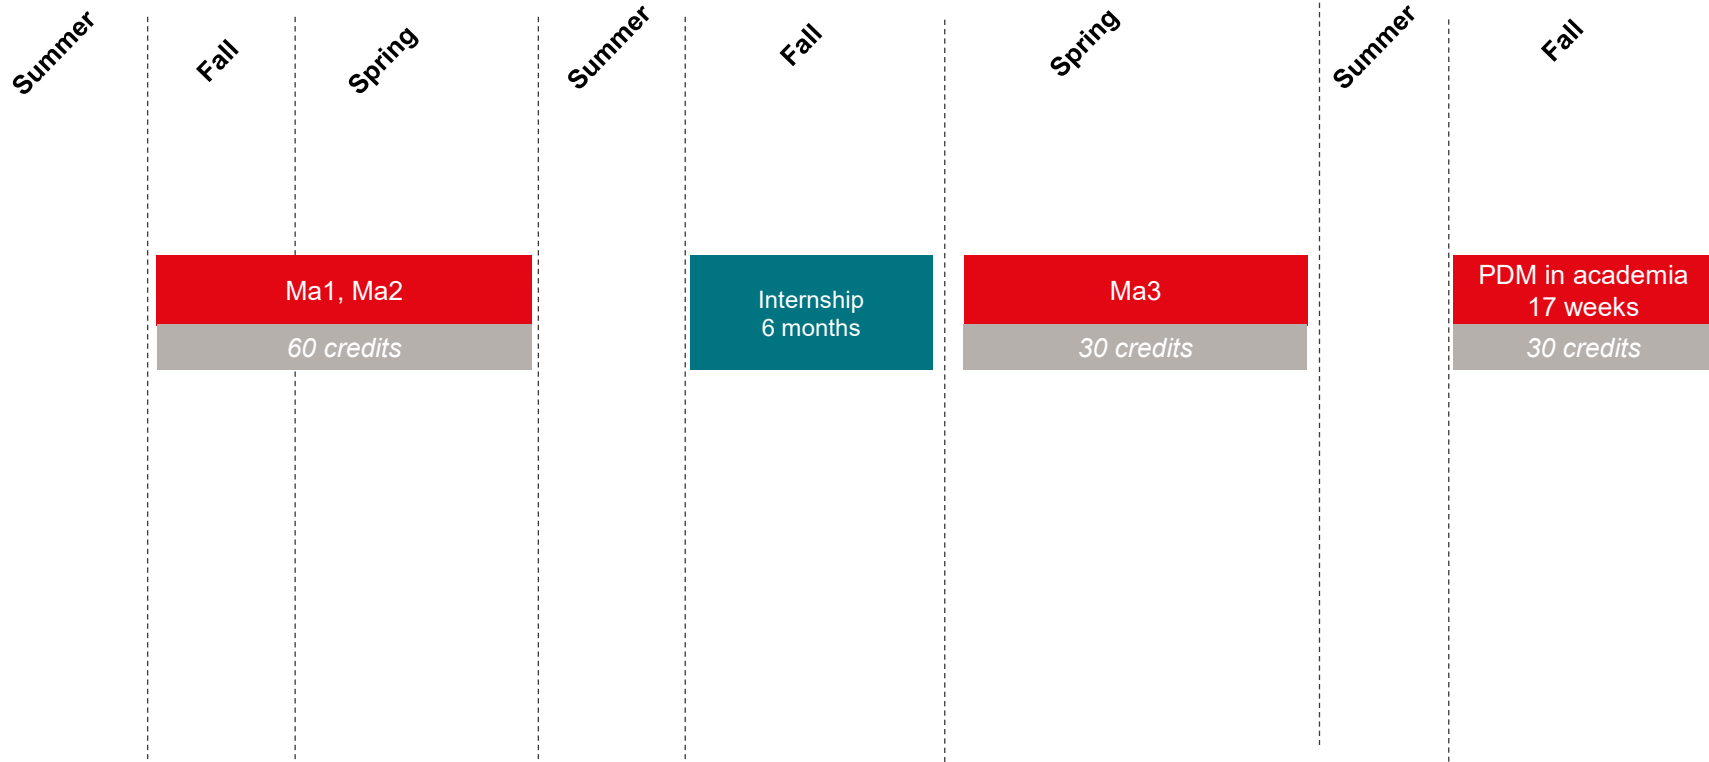 Summer
Fall
Spring
Summer
Fall
Spring
Summer
Fall
Ma1, Ma2
60 credits
Internship
6 months
Ma3
30 credits
PDM in academia
17 weeks
30 credits